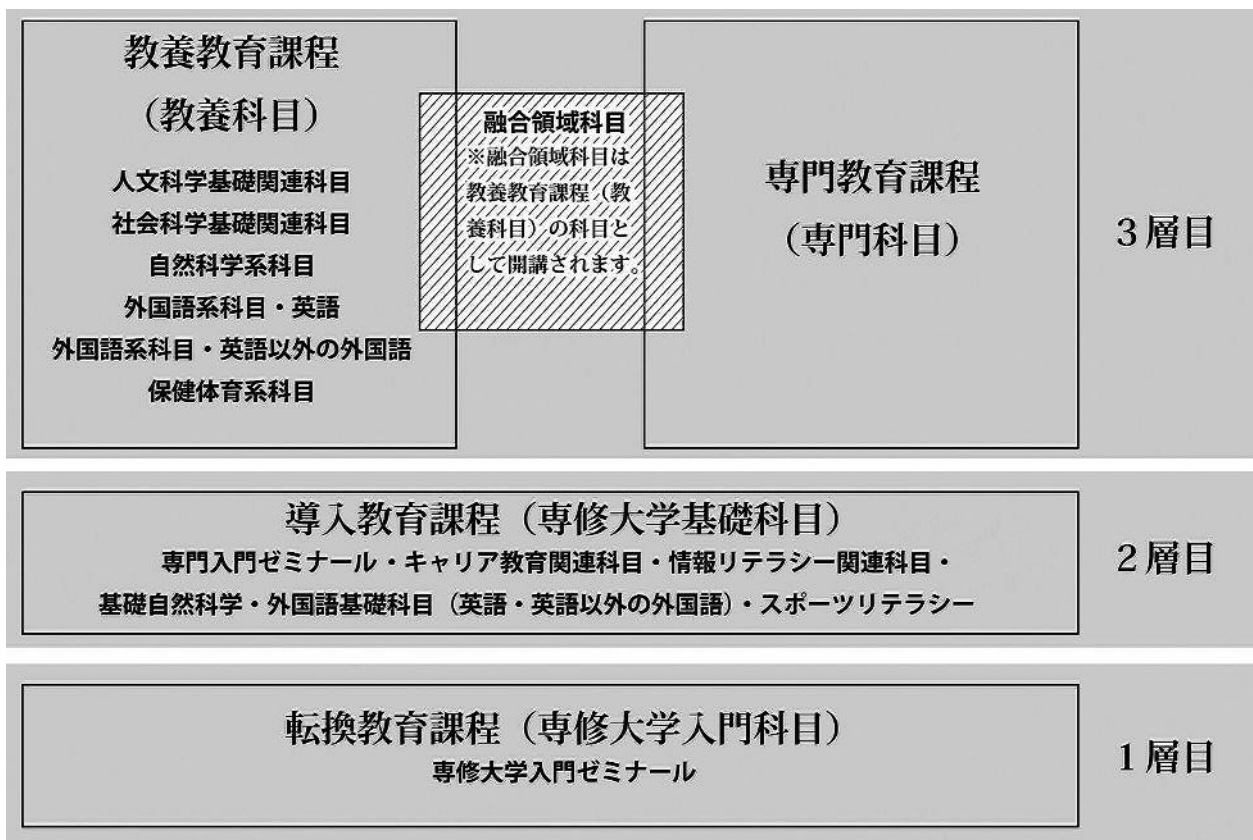 教養教育課程
（教養科目）
人文科学基礎関連科目
社会科学基礎関連科目
自然科学系科目
外国語系科目・英語
外国語系科目・英語以外の外国語
保健体育系科目
融合領域科目
※融合領域科目は
教養教育課程（教
養科目）の科目と
して開講されます。
専門教育課程
（専門科目）
3層目
導入教育課程（専修大学基礎科目）
専門入門ゼミナール・キャリア教育関連科目・情報リテラシー関連科目・
基礎自然科学・外国語基礎科目（英語・英語以外の外国語）・スポーツリテラシー
2層目
転換教育課程（専修大学入門科目）
専修大学入門ゼミナール
1層目